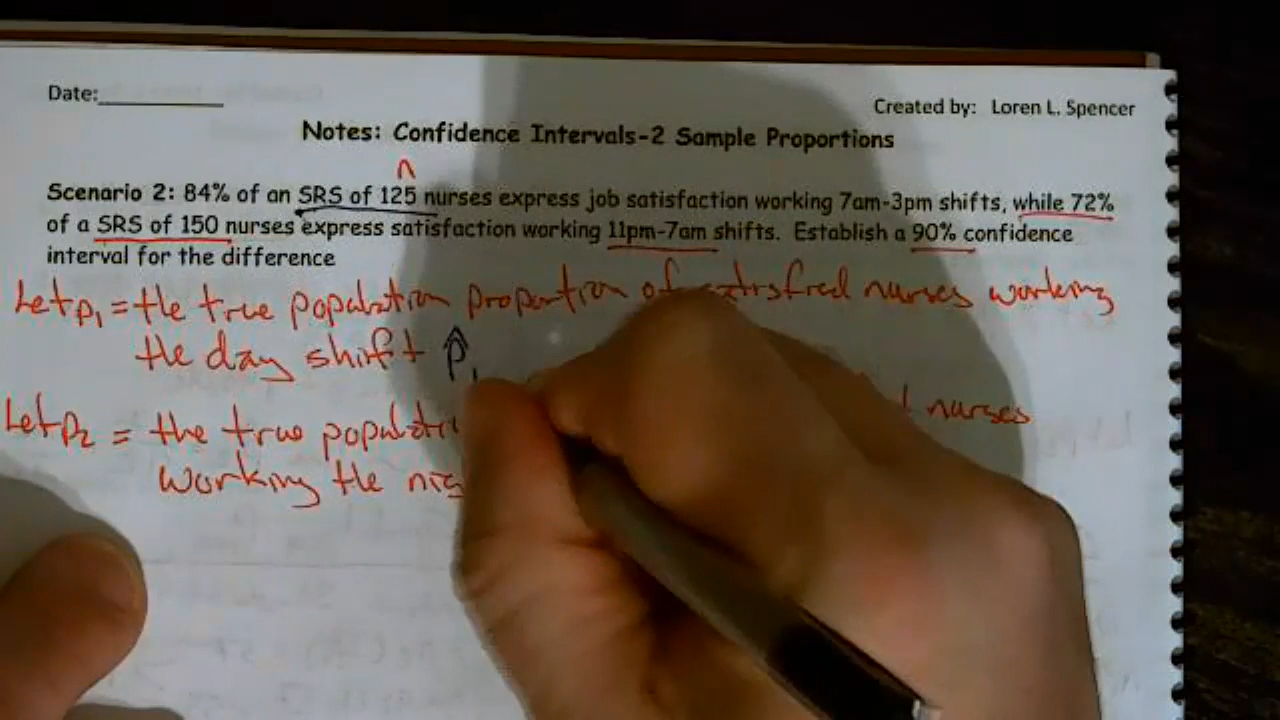 Date:__________
Created by: Loren L. Spencer
Notes: Confidence Intervals-2 Sample Proportions
n
Scenario 2: 84% of an SRS of 125 nurses express job satisfaction working 7am-3pm shifts, while 72%
of a SRS of 150 nurses express satisfaction working 11pm-7am shifts. Establish a 90% confidence
interval for the difference
Let p₁ = the true population proportion of nurses working
the day shift p̂₁
Let p₂ = the true nurses
working the